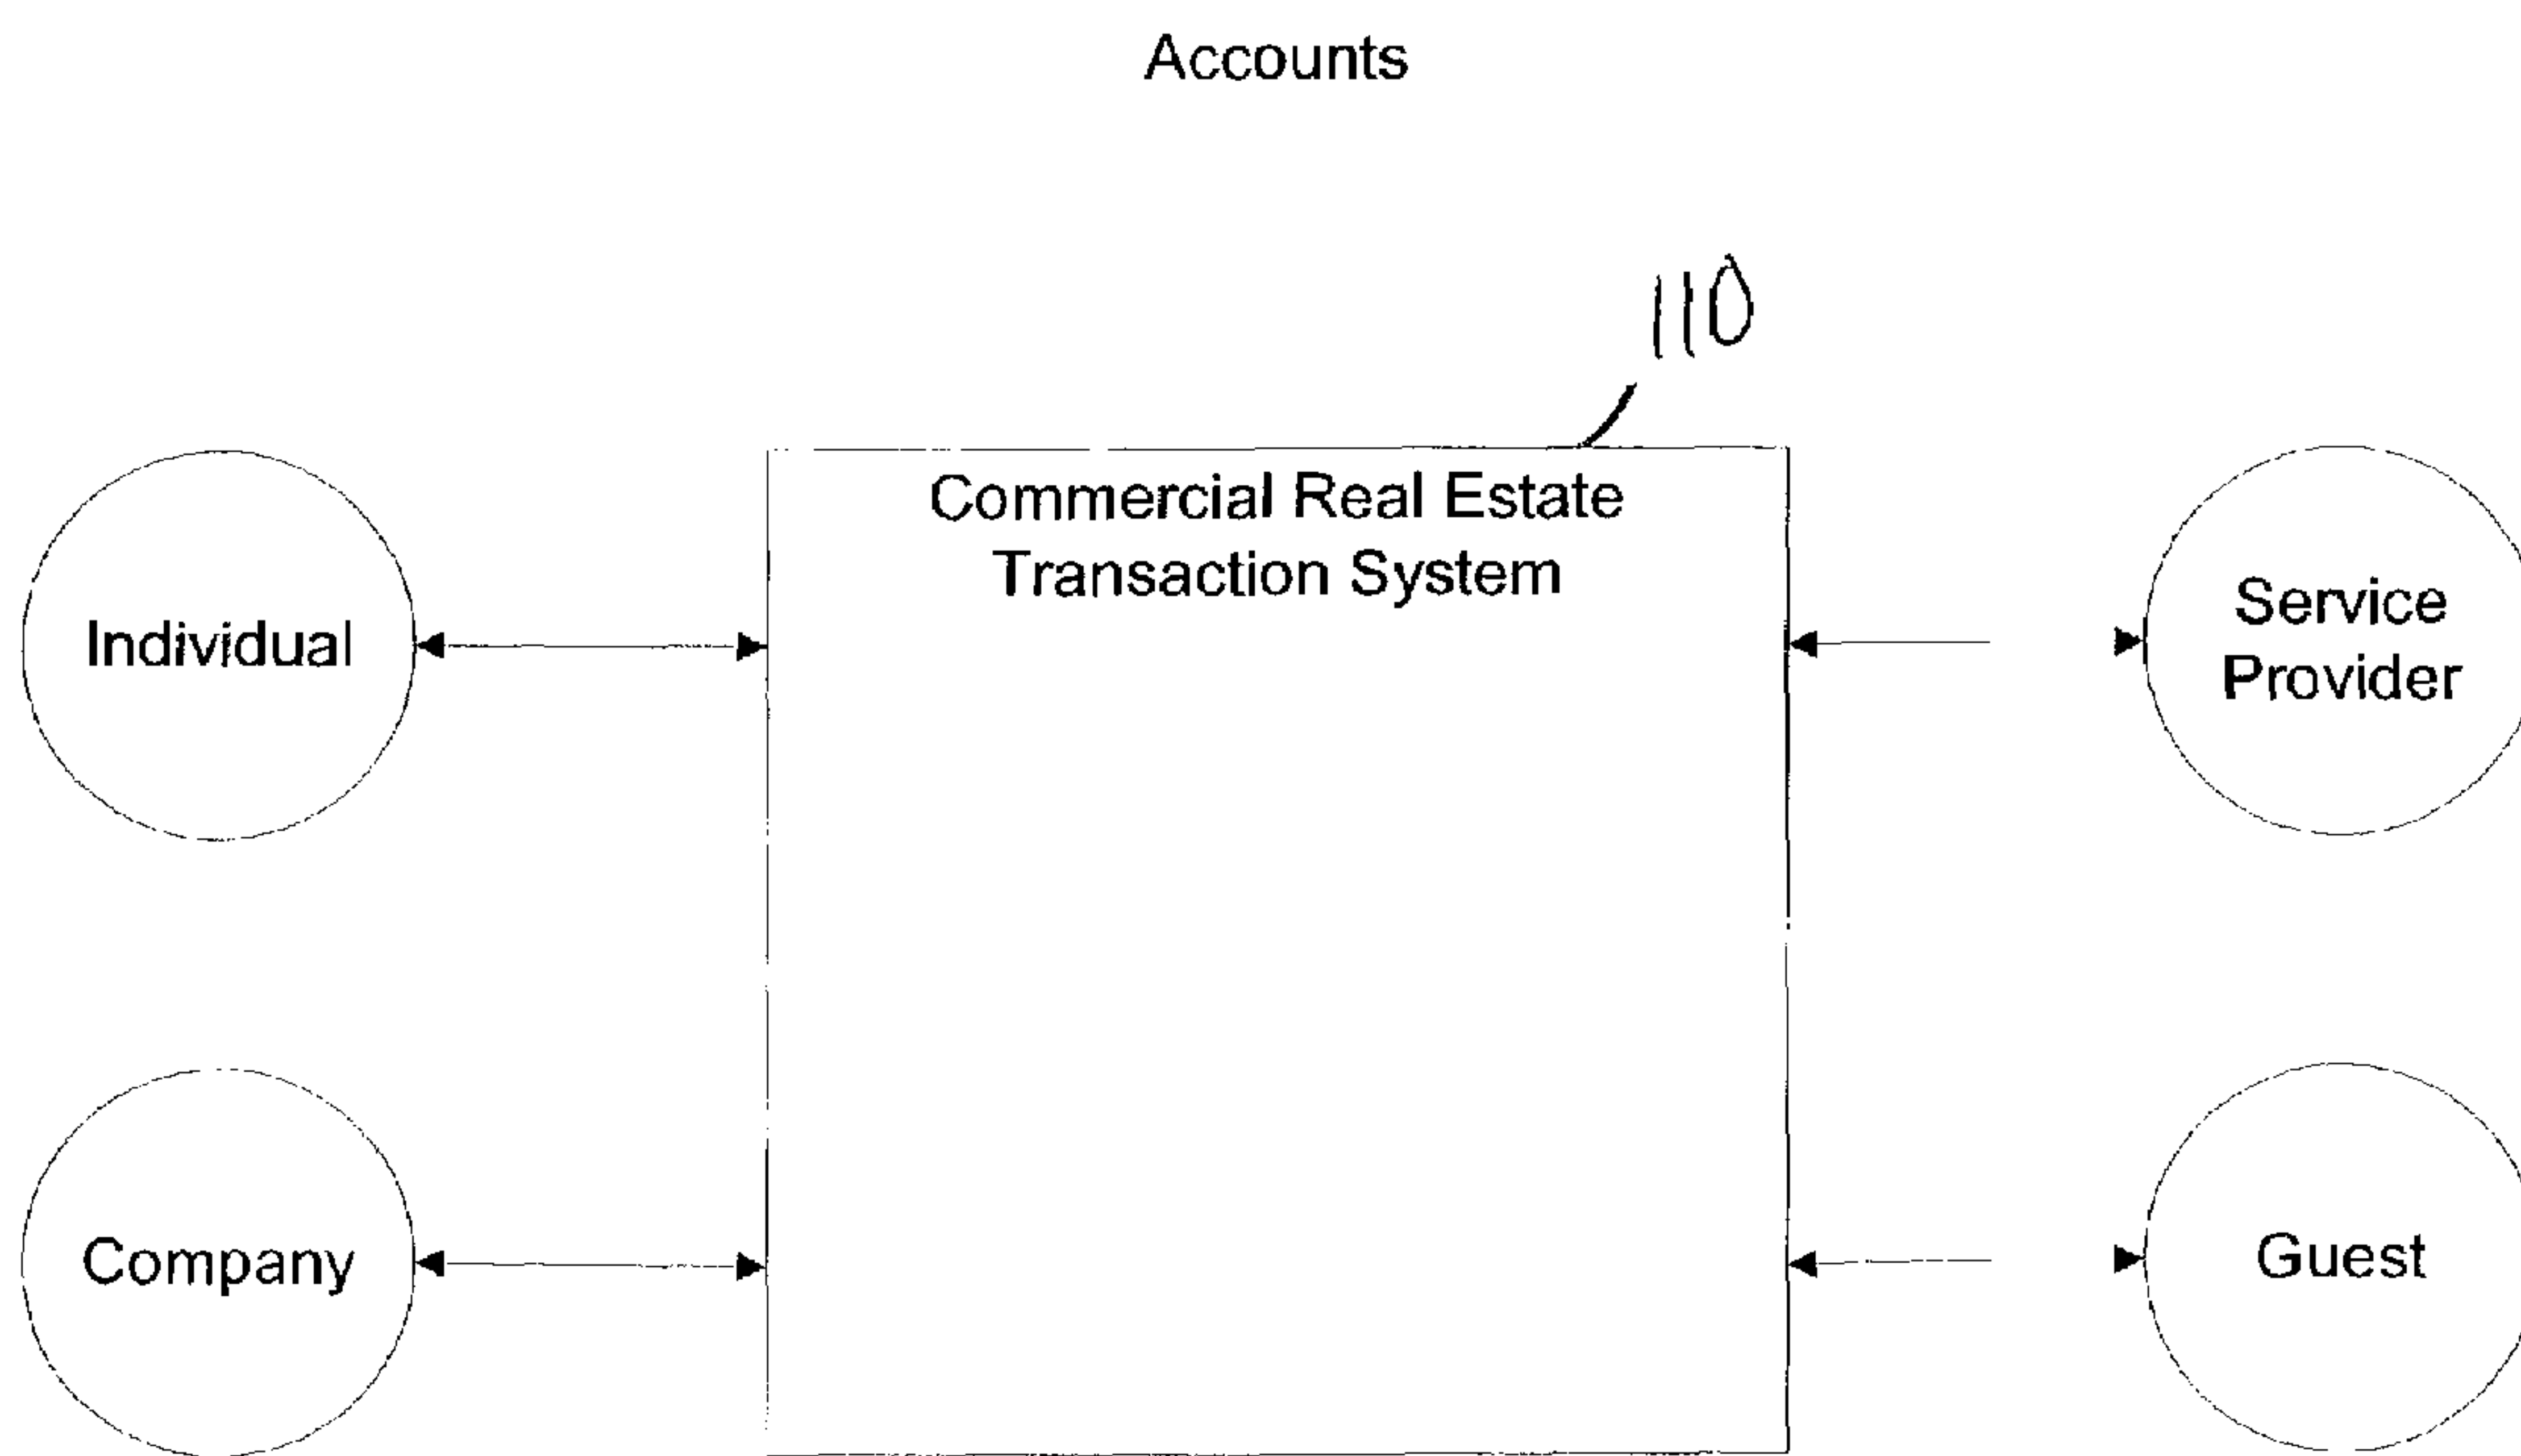 Accounts
110
Commercial Real Estate
Transaction System
Individual
Service
Provider
Company
Guest